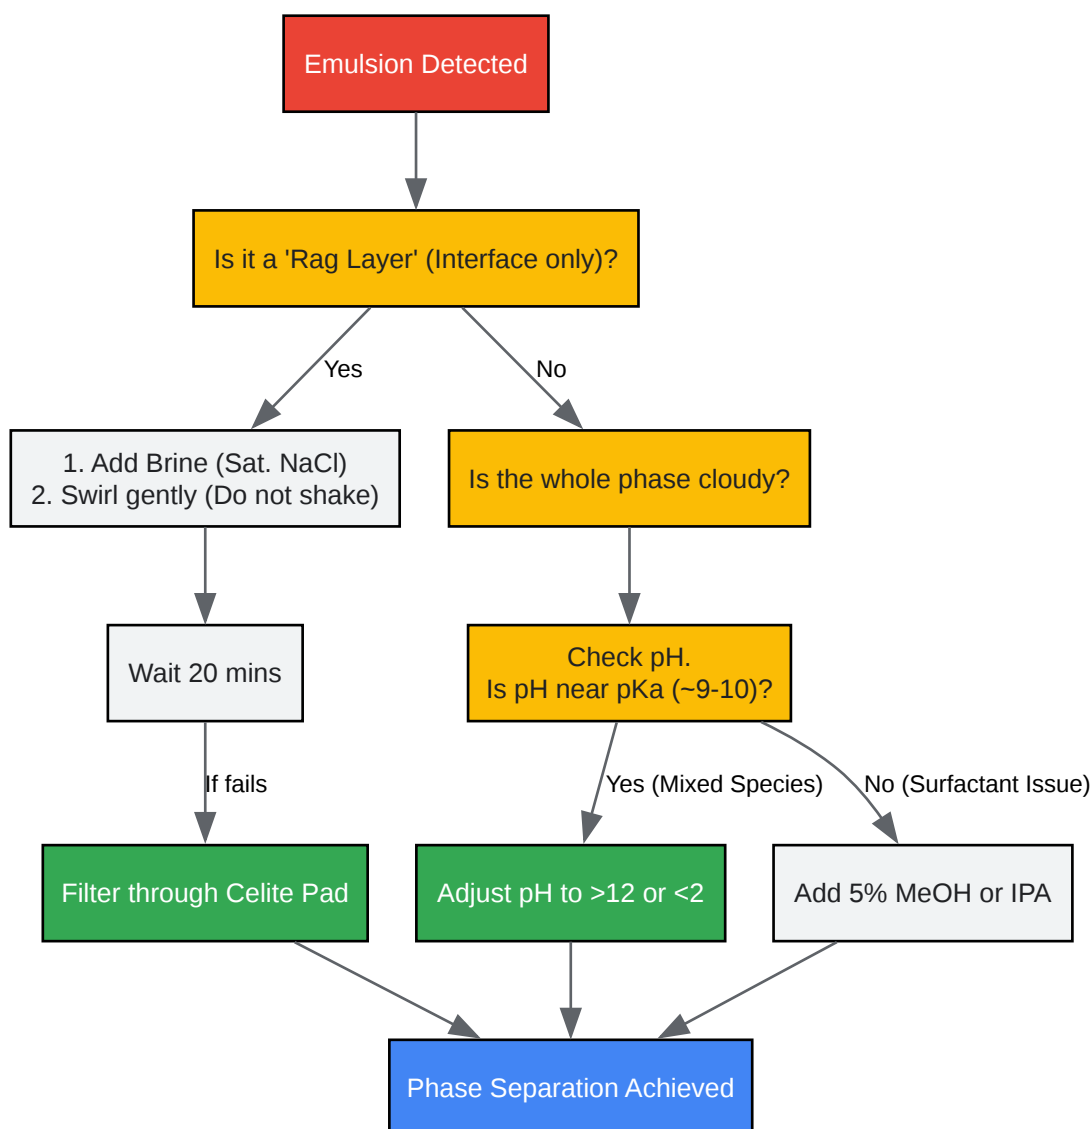 Emulsion Detected
Is it a 'Rag Layer' (Interface only)?
Yes
No
1. Add Brine (Sat. NaCl)
2. Swirl gently (Do not shake)
Is the whole phase cloudy?
Wait 20 mins
Check pH.
Is pH near pKa (~9-10)?
If fails
Yes (Mixed Species)
No (Surfactant Issue)
Filter through Celite Pad
Adjust pH to >12 or <2
Add 5% MeOH or IPA
Phase Separation Achieved